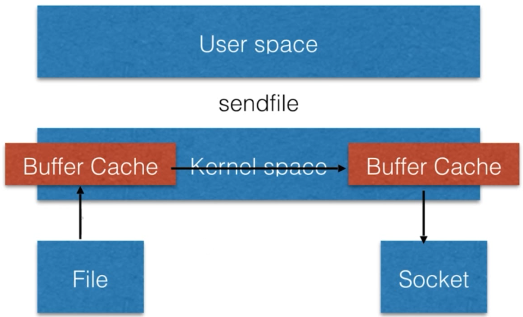 User space
sendfile
Buffer Cache
Kernel space
Buffer Cache
File
Socket